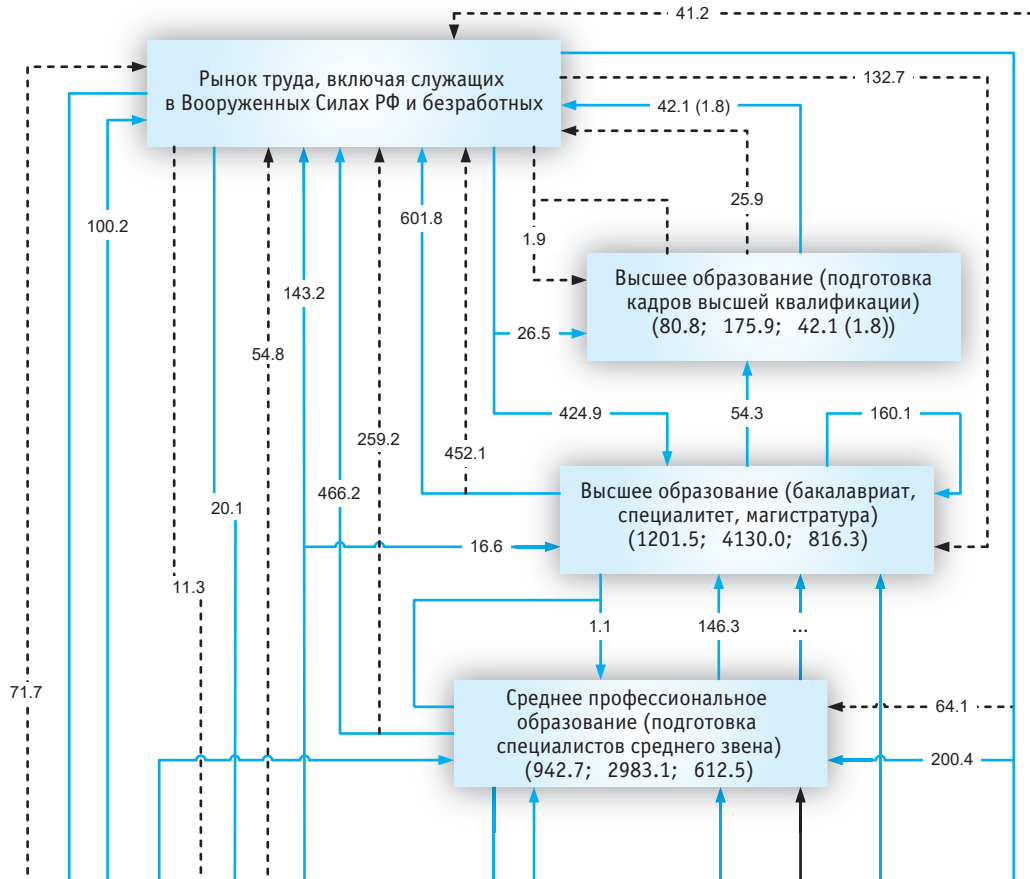 41.2
Рынок труда, включая служащих
в Вооруженных Силах РФ и безработных
132.7
42.1 (1.8)
25.9
601.8
100.2
1.9
143.2
Высшее образование (подготовка
кадров высшей квалификации)
(80.8; 175.9; 42.1 (1.8))
26.5
54.8
424.9
54.3
160.1
259.2
452.1
466.2
20.1
Высшее образование (бакалавриат,
специалитет, магистратура)
(1201.5; 4130.0; 816.3)
16.6
11.3
1.1
146.3
...
71.7
Среднее профессиональное
образование (подготовка
специалистов среднего звена)
(942.7; 2983.1; 612.5)
64.1
200.4